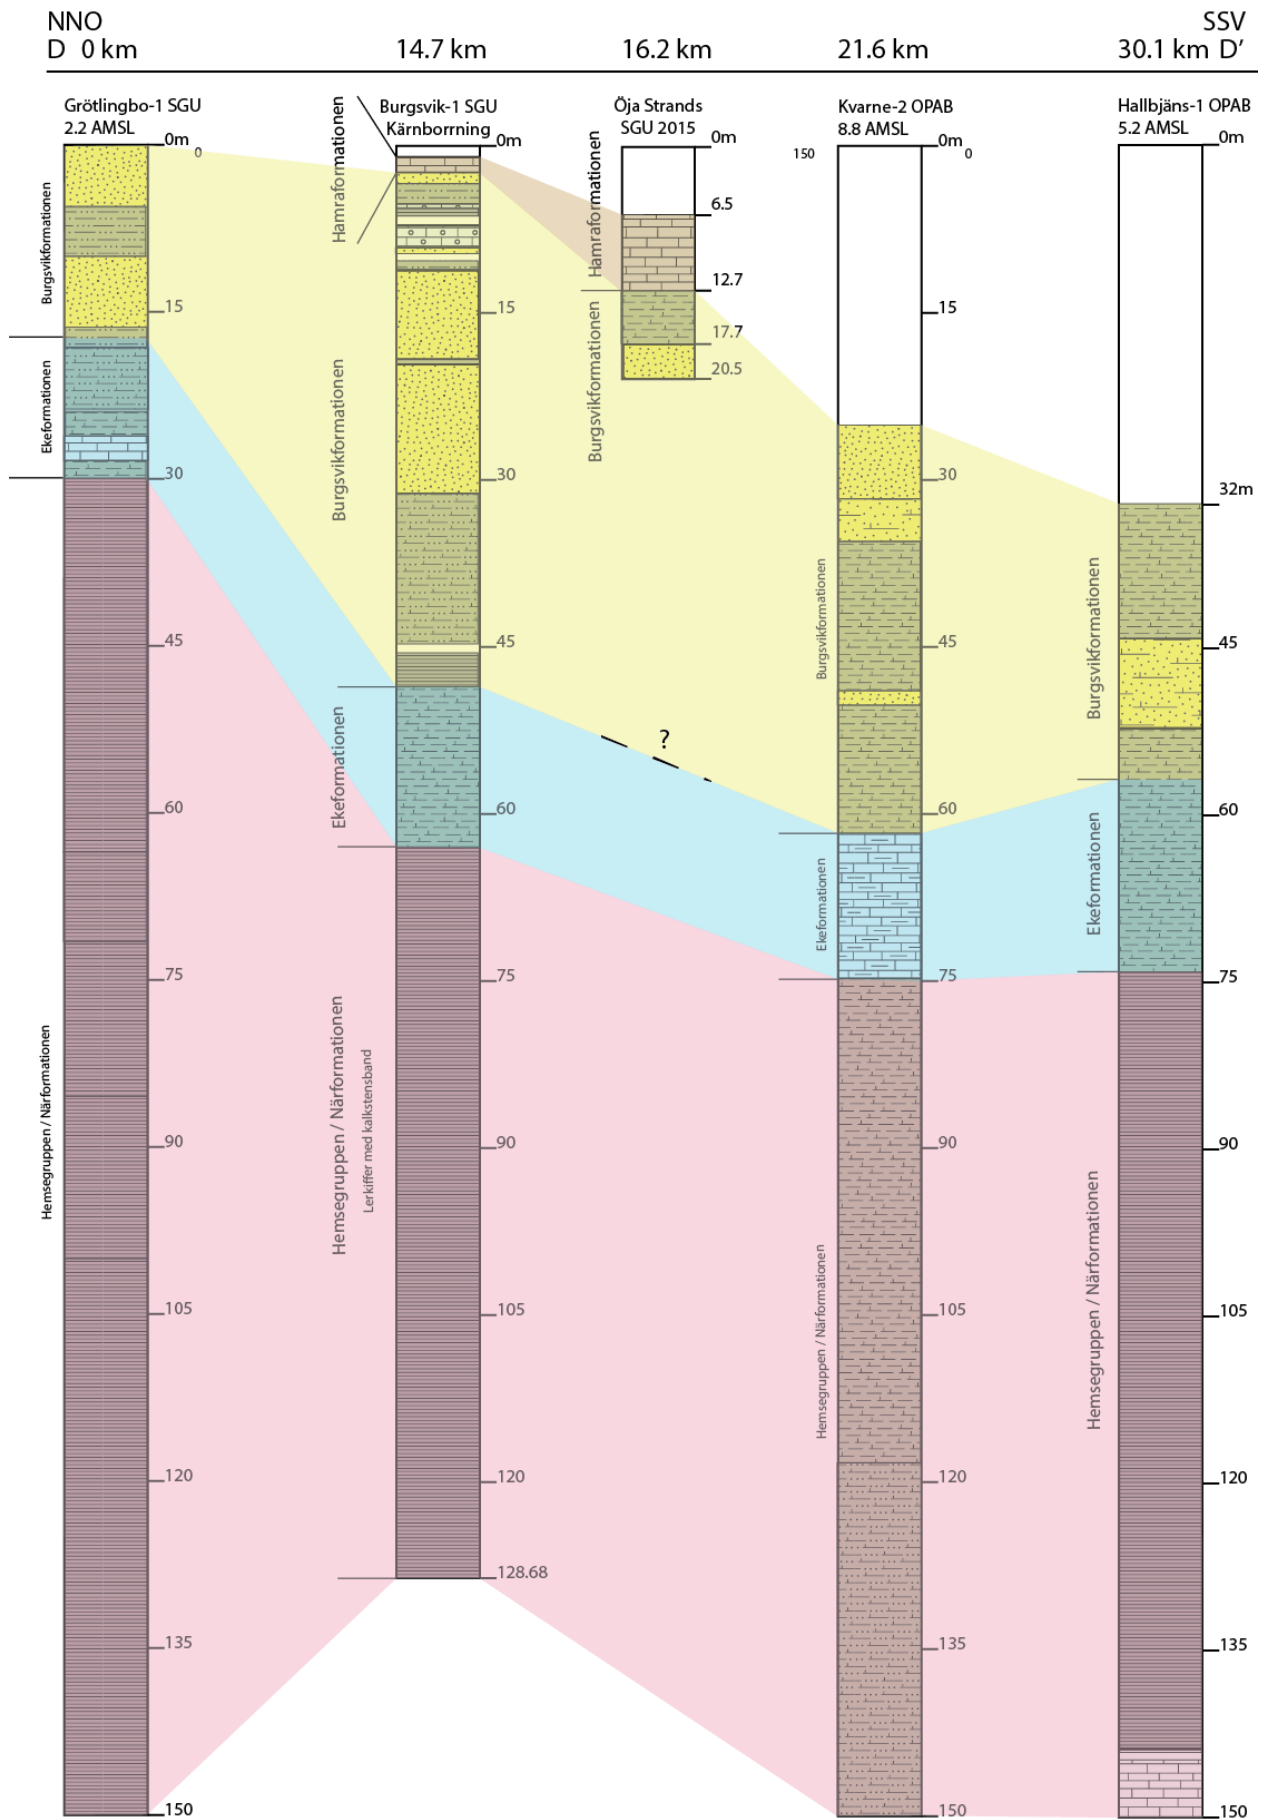 NNO
SSV
D 0 km
14.7 km
16.2 km
21.6 km
30.1 km D’
Grötlingbo-1 SGU
2.2 AMSL
Burgsvik-1 SGU
Kärnborrning
Öja Strands
SGU 2015
Kvarne-2 OPAB
8.8 AMSL
Hallbjäns-1 OPAB
5.2 AMSL
0m
0
15
30
45
60
75
90
105
120
135
150
Burgsvikformationen
Ekeformationen
Hemsegruppen / Närformationen
0m
15
30
45
60
75
90
105
120
128.68
Hamraformationen
Burgsvikformationen
Ekeformationen
Hemsegruppen / Närformationen
Lerkiffer med kalkstensband
0m
6.5
12.7
17.7
20.5
Hamraformationen
Burgsvikformationen
?
150
0m
0
15
30
45
60
75
90
105
120
135
150
Burgsvikformationen
Ekeformationen
Hemsegruppen / Närformationen
0m
32m
45
60
75
90
105
120
135
150
Burgsvikformationen
Ekeformationen
Hemsegruppen / Närformationen